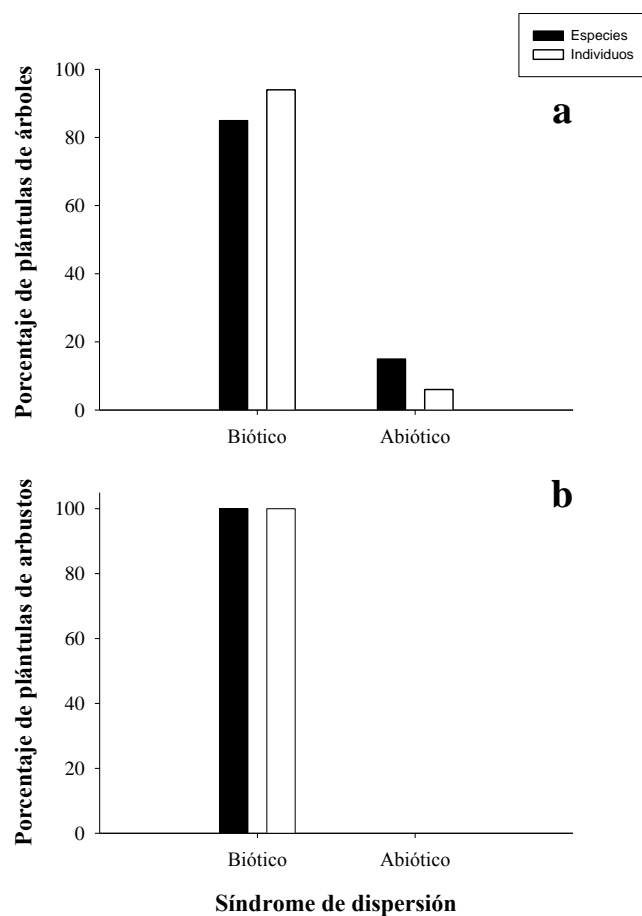 Especies
Individuos
a
Porcentaje de plántulas de árboles
100
80
60
40
20
0
Biótico
Abiótico
b
Porcentaje de plántulas de arbustos
100
80
60
40
20
0
Biótico
Abiótico
Síndrome de dispersión